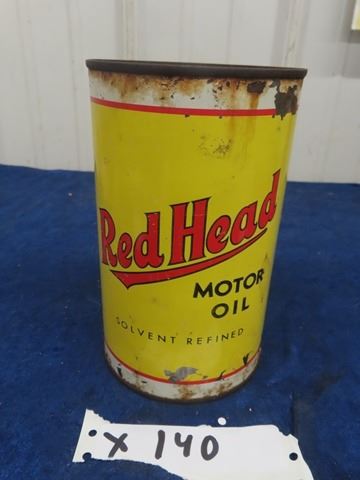 Red Head
MOTOR
OIL
SOLVENT REFINED
X 140